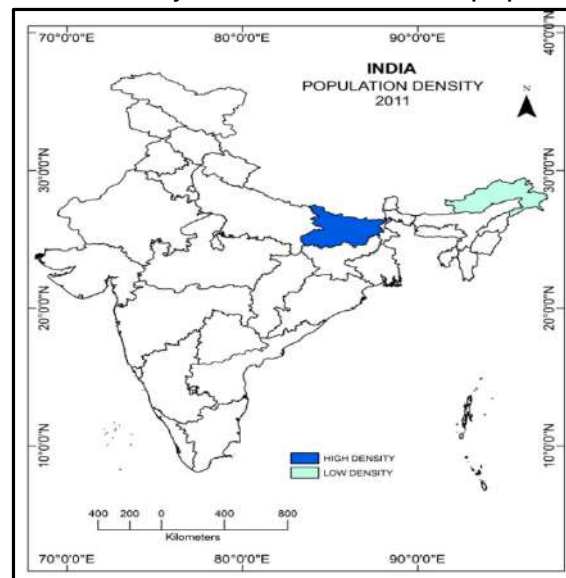 70°0'0"E 80°0'0"E 90°0'0"E
40°0'0"N
INDIA
POPULATION DENSITY
2011
N
30°0'0"N 30°0'0"N
20°0'0"N 20°0'0"N
10°0'0"N 10°0'0"N
HIGH DENSITY
LOW DENSITY
400 200 0 400 800
Kilometers
70°0'0"E 80°0'0"E 90°0'0"E